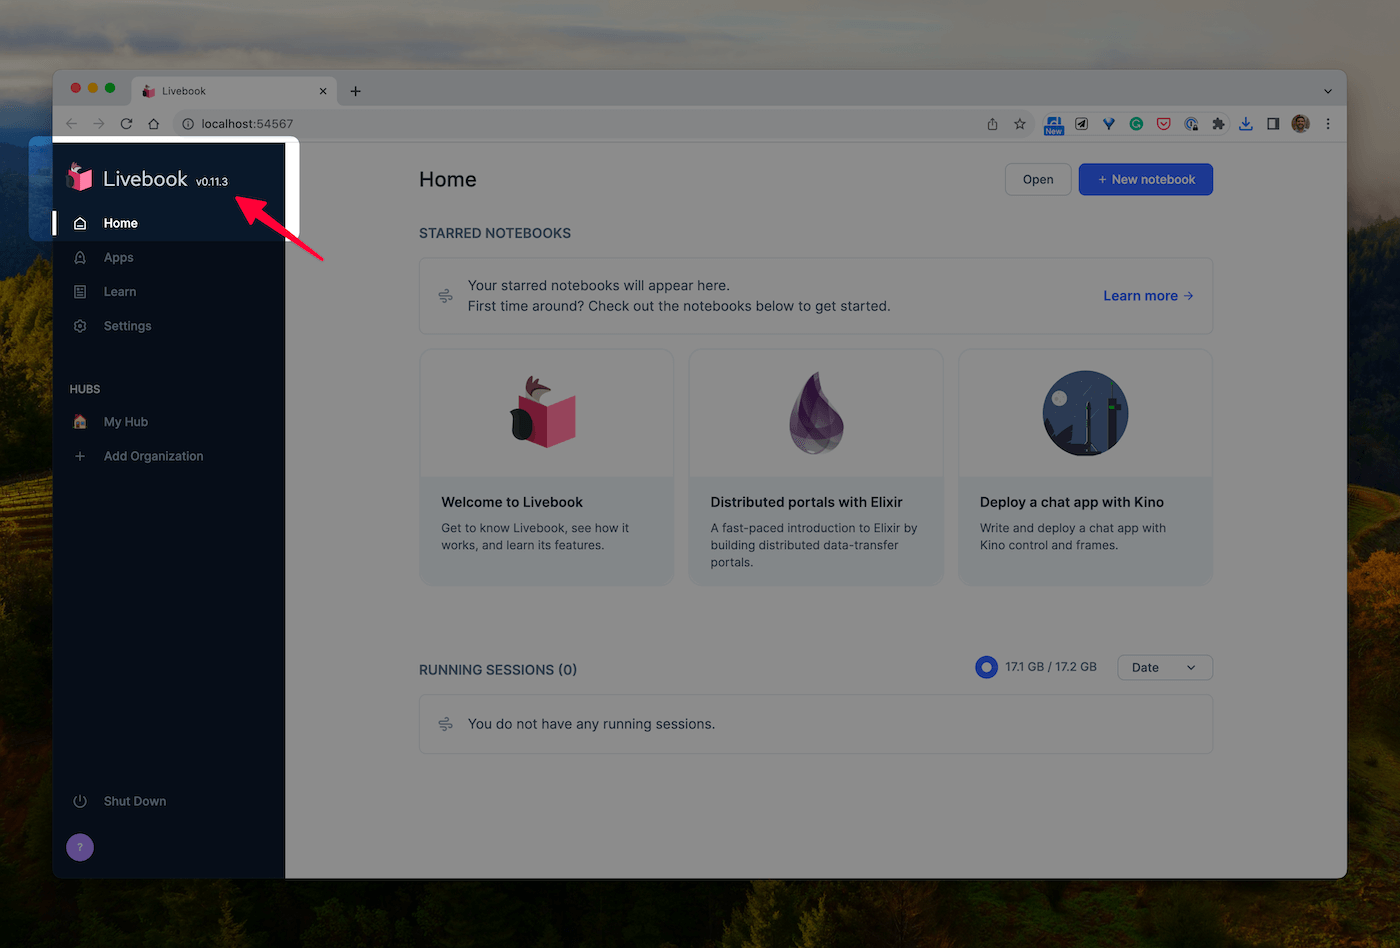 Livebook
localhost:54567
New
Livebook v0.11.3
Home
Apps
Learn
Settings
HUBS
My Hub
Add Organization
Shut Down
?
Home
Open
+ New notebook
STARRED NOTEBOOKS
Your starred notebooks will appear here.
First time around? Check out the notebooks below to get started.
Learn more
Welcome to Livebook
Get to know Livebook, see how it
works, and learn its features.
Distributed portals with Elixir
A fast-paced introduction to Elixir by
building distributed data-transfer
portals.
Deploy a chat app with Kino
Write and deploy a chat app with
Kino control and frames.
RUNNING SESSIONS (0)
17.1 GB / 17.2 GB
Date
You do not have any running sessions.